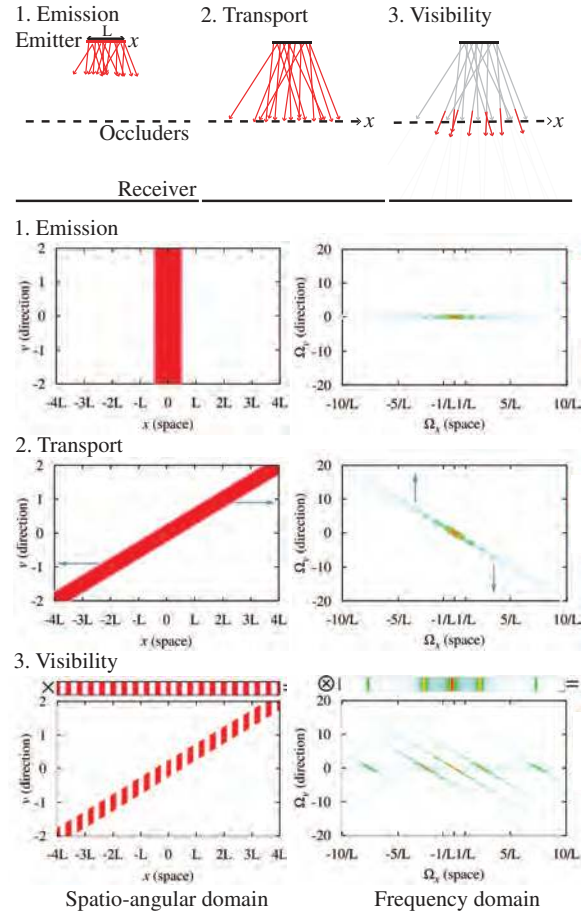 1. Emission 2. Transport 3. Visibility
L
Emitter x
x x
Occluders
Receiver
1. Emission
2 1 0 -1 -2
v (direction)
-4L -3L -2L L 0 L 2L 3L 4L
x (space)
20 10 0 -10 -20
Ωv (direction)
-10/L -5/L -1/L 1/L 5/L 10/L
Ωx (space)
2. Transport
2 1 0 -1 -2
v (direction)
-4L -3L -2L L 0 L 2L 3L 4L
x (space)
20 10 0 -10 -20
Ωv (direction)
-10/L -5/L -1/L 1/L 5/L 10/L
Ωx (space)
3. Visibility
× =
⊗ =
2 1 0 -1 -2
v (direction)
-4L -3L -2L L 0 L 2L 3L 4L
x (space)
20 10 0 -10 -20
Ωv (direction)
-10/L -5/L -1/L 1/L 5/L 10/L
Ωx (space)
Spatio-angular domain Frequency domain